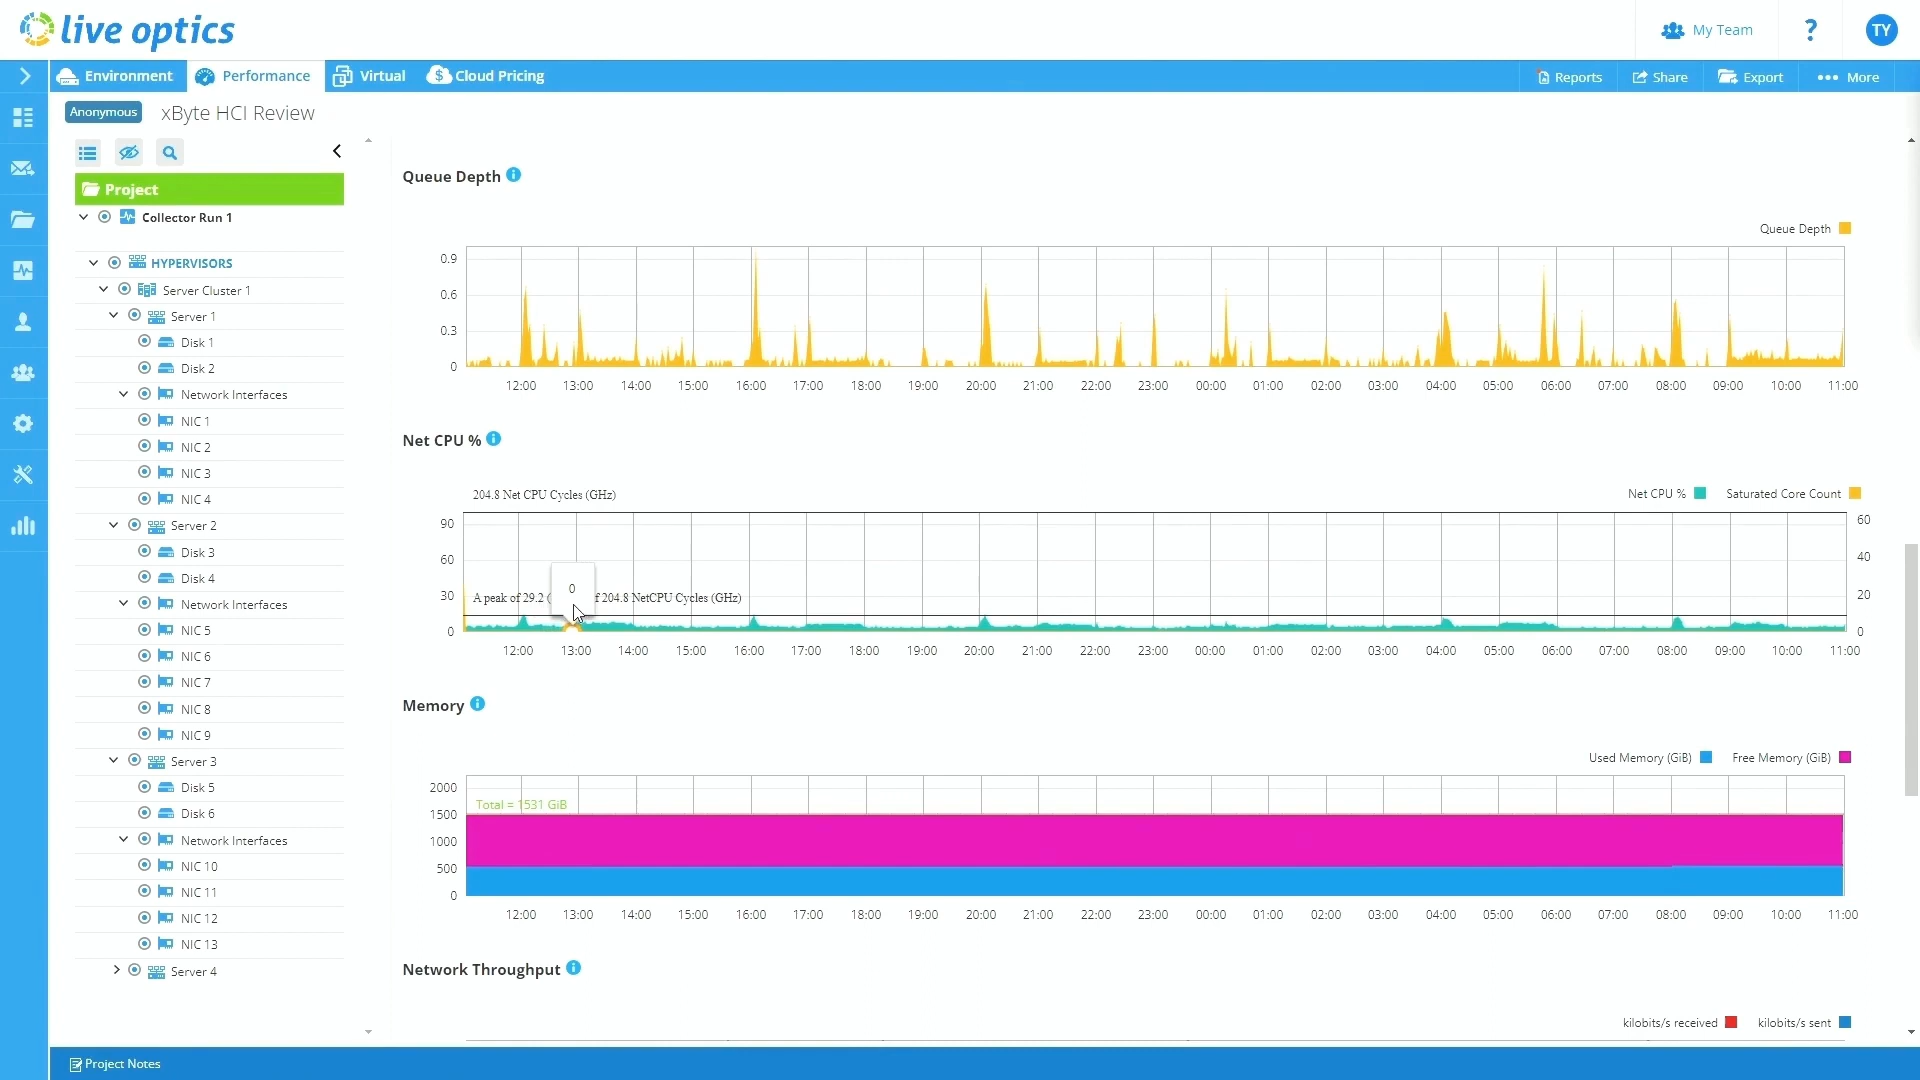 live optics
My Team
?
TY
Environment
Performance
Virtual
$ Cloud Pricing
Reports
Share
Export
More
Anonymous
xByte HCI Review
Project
Collector Run 1
HYPERVISORS
Server Cluster 1
Server 1
Disk 1
Disk 2
Network Interfaces
NIC 1
NIC 2
NIC 3
NIC 4
Server 2
Disk 3
Disk 4
Network Interfaces
NIC 5
NIC 6
NIC 7
NIC 8
NIC 9
Server 3
Disk 5
Disk 6
Network Interfaces
NIC 10
NIC 11
NIC 12
NIC 13
Server 4
Queue Depth
Queue Depth
0.9
0.6
0.3
0
12:00 13:00 14:00 15:00 16:00 17:00 18:00 19:00 20:00 21:00 22:00 23:00 00:00 01:00 02:00 03:00 04:00 05:00 06:00 07:00 08:00 09:00 10:00 11:00
Net CPU %
204.8 Net CPU Cycles (GHz)
Net CPU %
Saturated Core Count
90
60
30
0
60
40
20
0
0
A peak of 29.2 ( f 204.8 NetCPU Cycles (GHz)
12:00 13:00 14:00 15:00 16:00 17:00 18:00 19:00 20:00 21:00 22:00 23:00 00:00 01:00 02:00 03:00 04:00 05:00 06:00 07:00 08:00 09:00 10:00 11:00
Memory
Used Memory (GiB)
Free Memory (GiB)
2000
1500
1000
500
0
Total = 1531 GiB
12:00 13:00 14:00 15:00 16:00 17:00 18:00 19:00 20:00 21:00 22:00 23:00 00:00 01:00 02:00 03:00 04:00 05:00 06:00 07:00 08:00 09:00 10:00 11:00
Network Throughput
kilobits/s received
kilobits/s sent
Project Notes